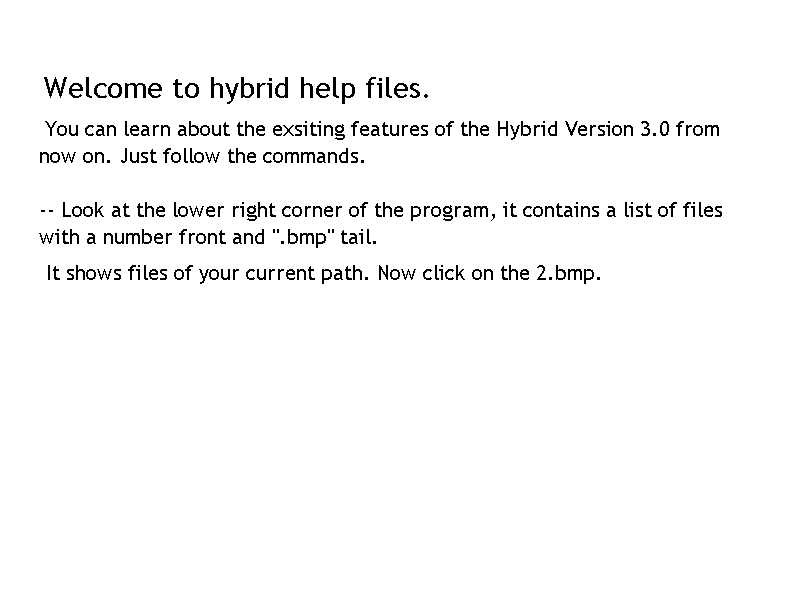 Welcome to hybrid help files.
You can learn about the exsiting features of the Hybrid Version 3.0 from
now on. Just follow the commands.
-- Look at the lower right corner of the program, it contains a list of files
with a number front and ".bmp" tail.
It shows files of your current path. Now click on the 2.bmp.